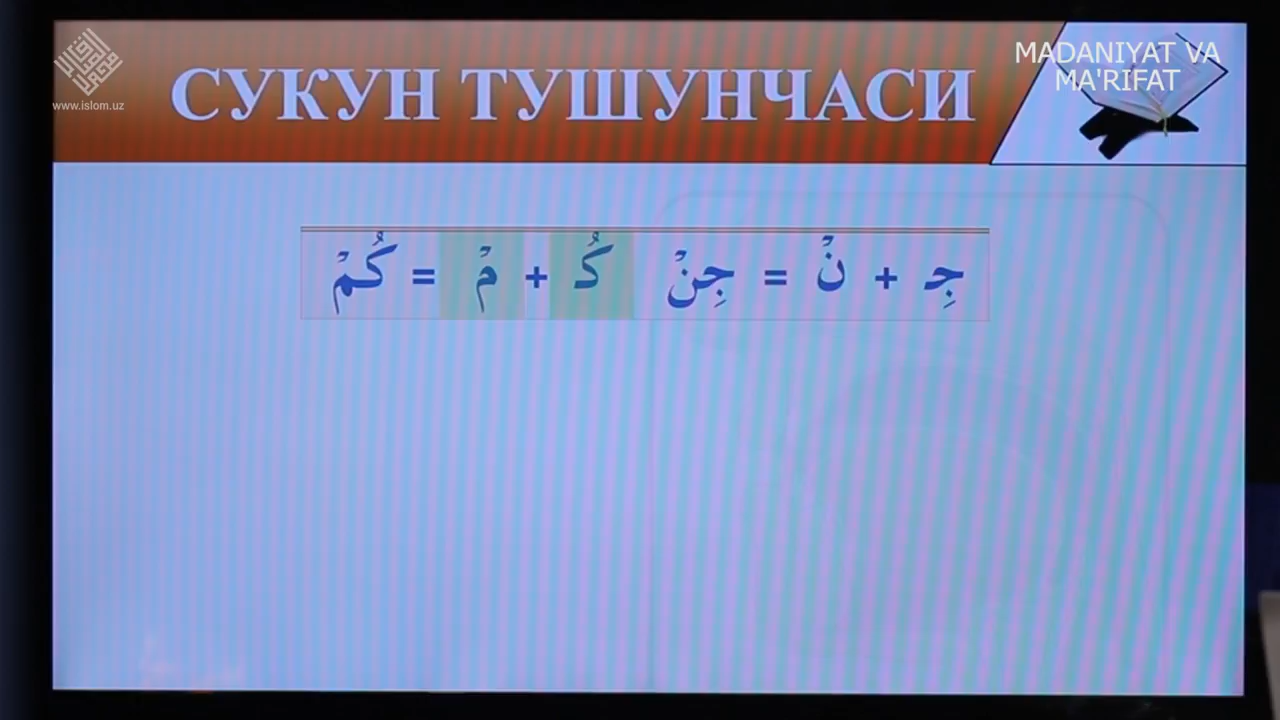 www.islom.uz
СУКУН ТУШУНЧАСИ
MADANIYAT VA
MA'RIFAT
جِـ + نْ = جِنْ كُـ + مْ = كُمْ